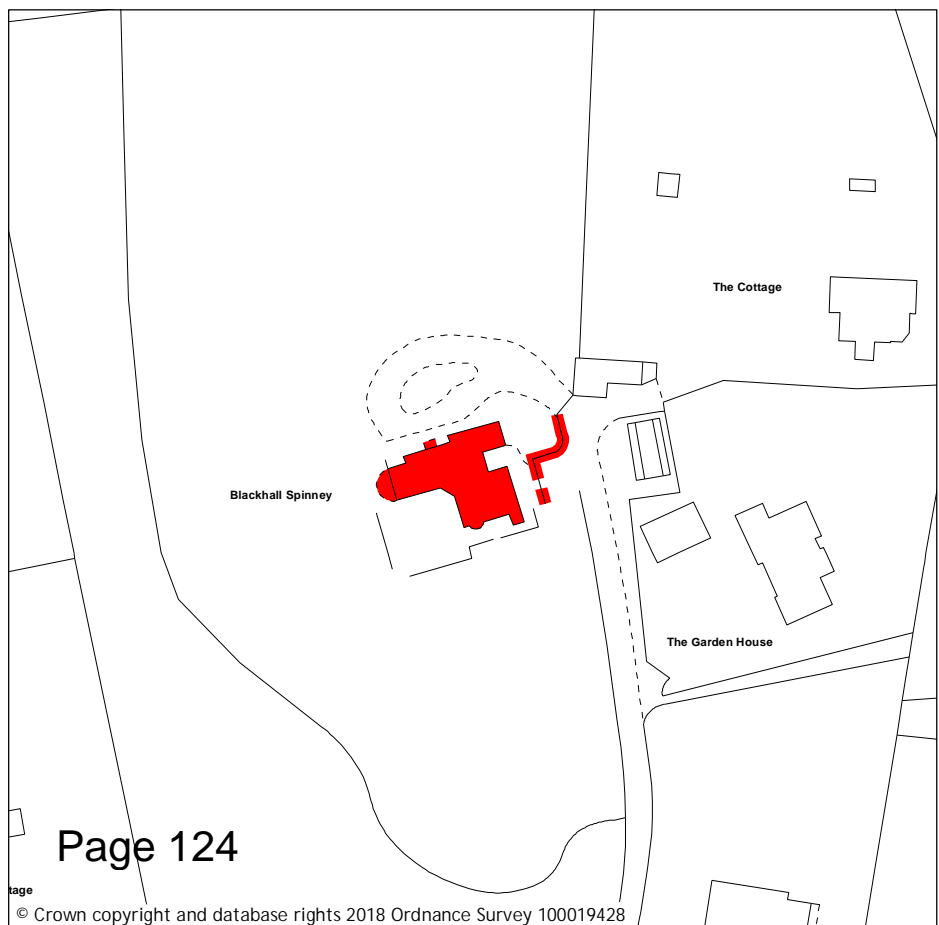 The Cottage
Blackhall Spinney
The Garden House
Page 124
tage
© Crown copyright and database rights 2018 Ordnance Survey 100019428